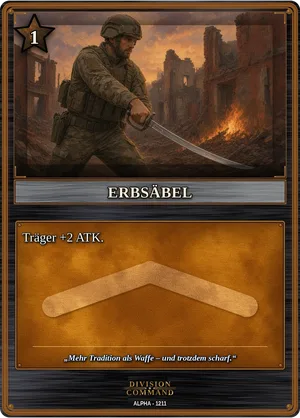 1
ERBSÄBEL
Träger +2 ATK.
„Mehr Tradition als Waffe – und trotzdem scharf.“
DIVISION
COMMAND
ALPHA - 1211